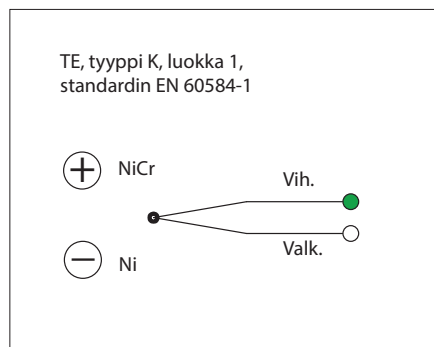 TE, tyyppi K, luokka 1,
standardin EN 60584-1
+ NiCr
Vih.
Valk.
− Ni